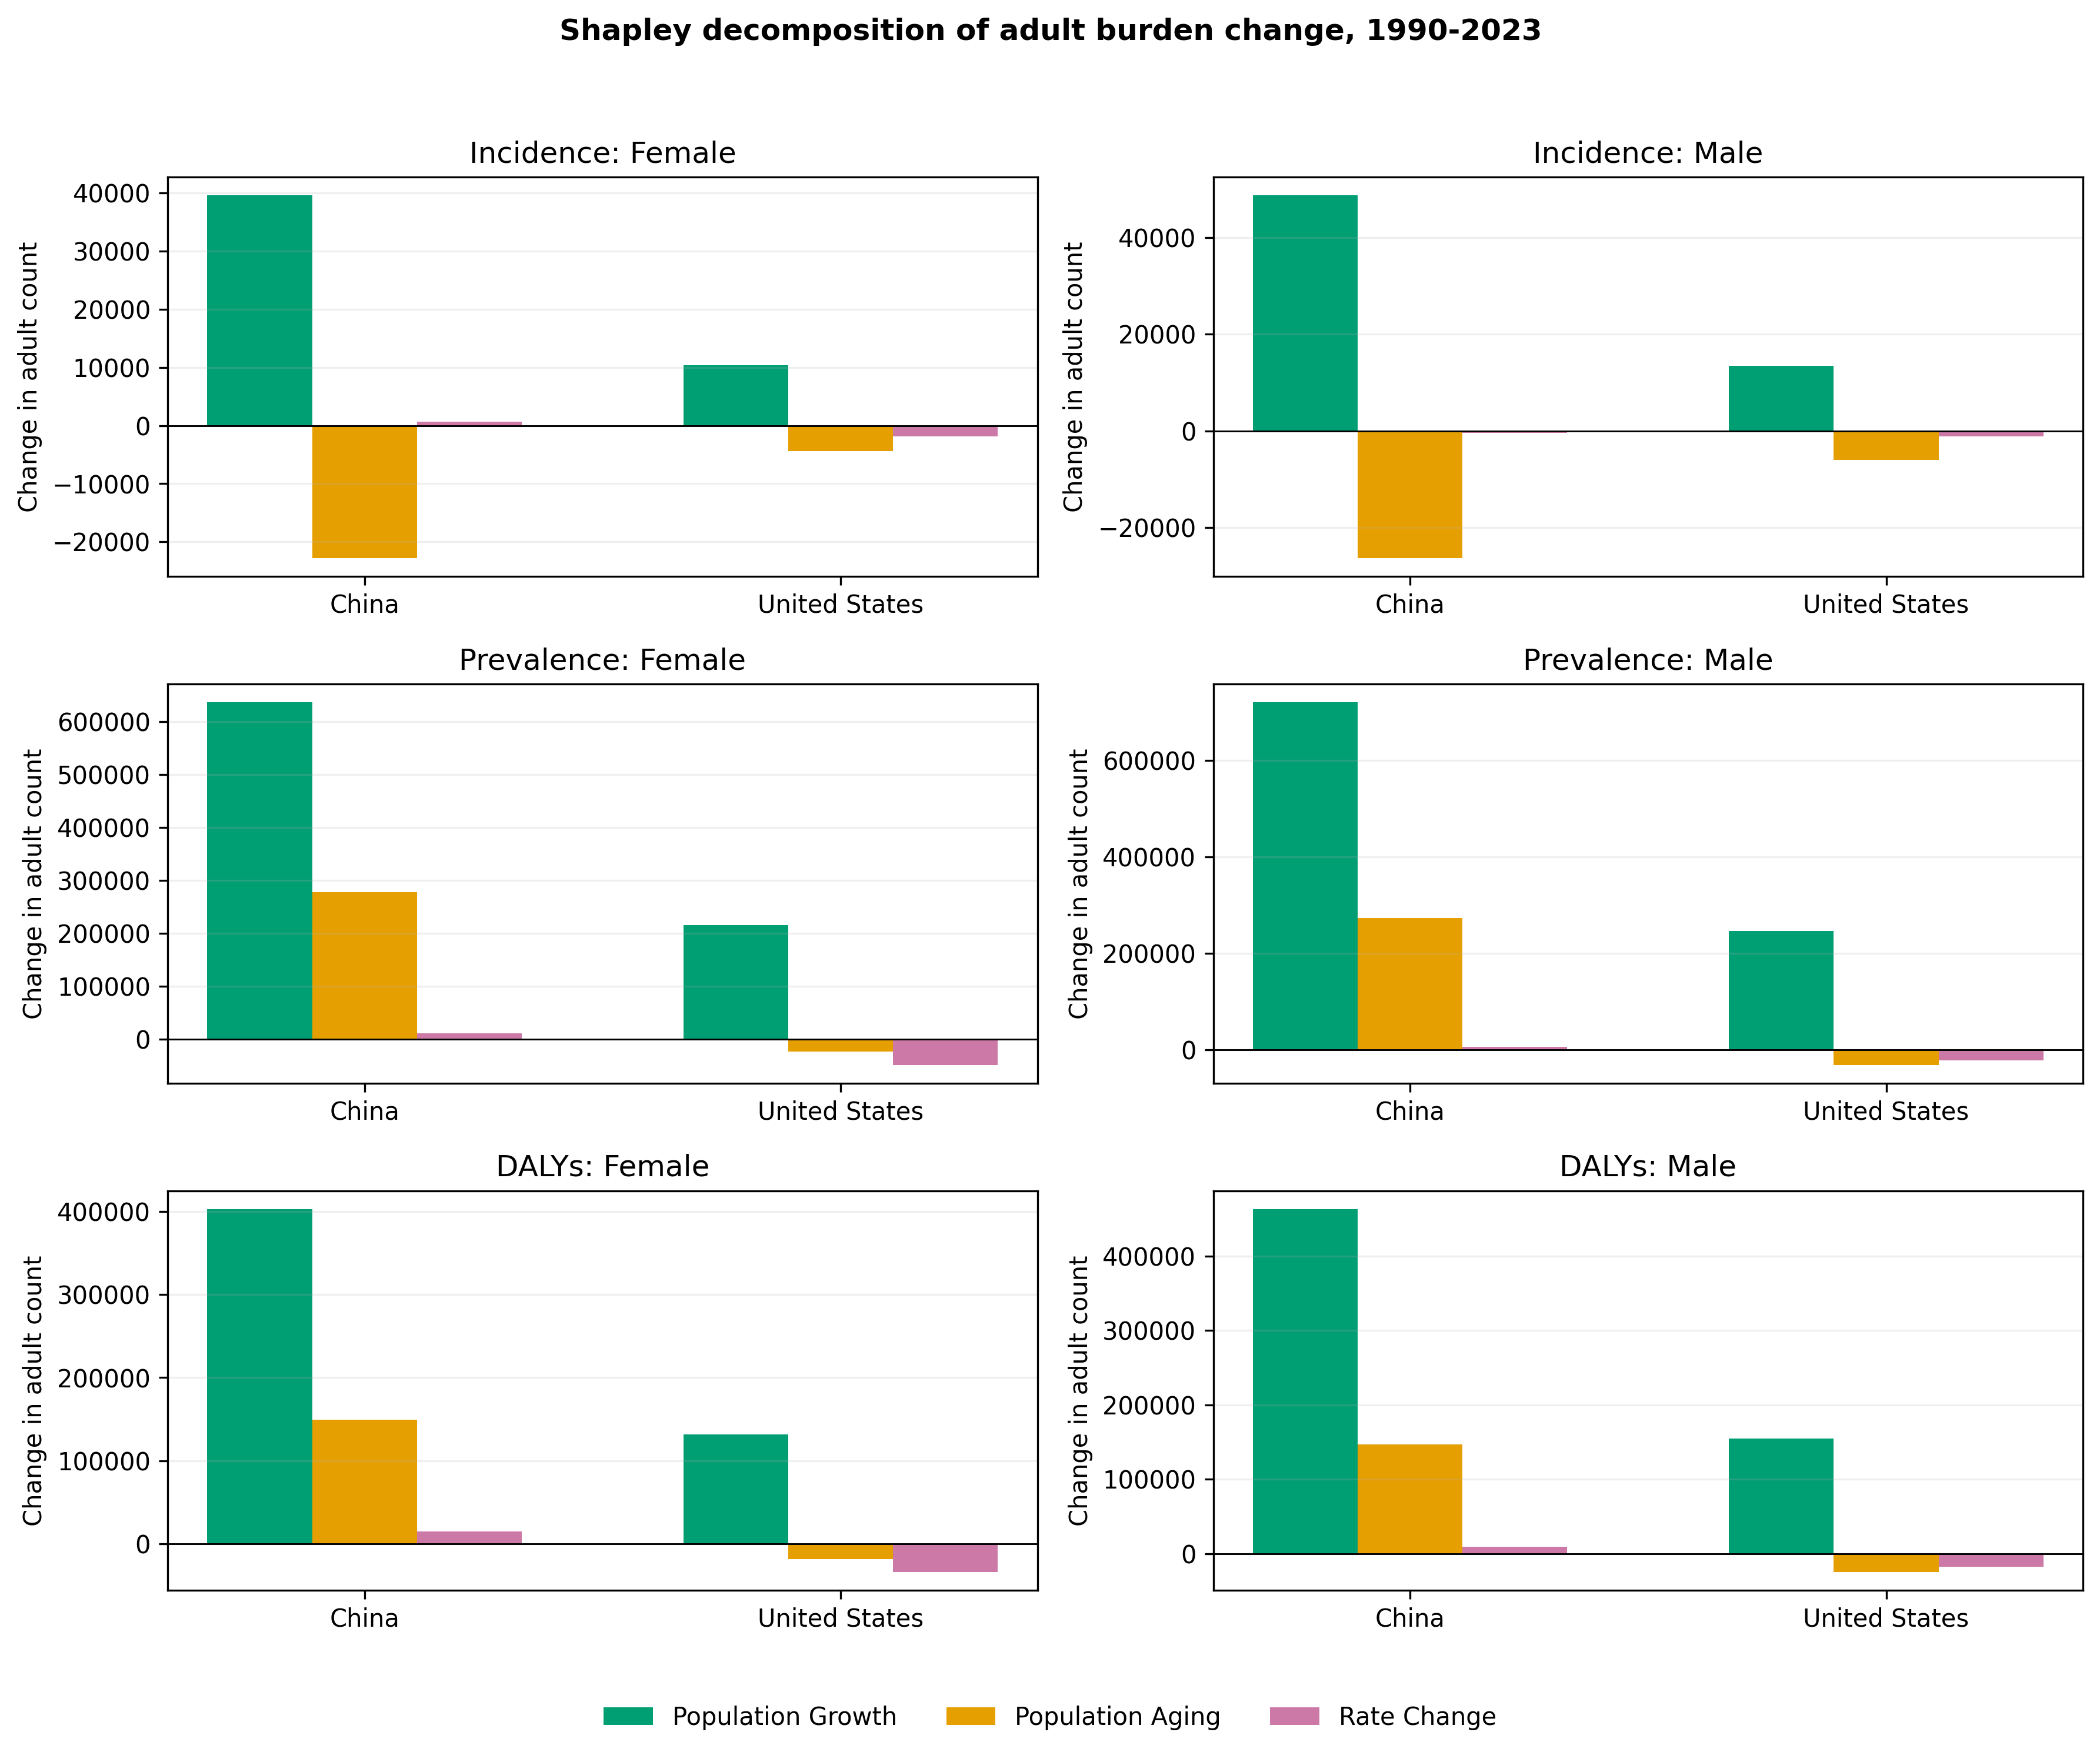 Shapley decomposition of adult burden change, 1990-2023
Incidence: Female
Change in adult count
40000
30000
20000
10000
0
−10000
−20000
China
United States
Incidence: Male
Change in adult count
40000
20000
0
−20000
China
United States
Prevalence: Female
Change in adult count
600000
500000
400000
300000
200000
100000
0
China
United States
Prevalence: Male
Change in adult count
600000
400000
200000
0
China
United States
DALYs: Female
Change in adult count
400000
300000
200000
100000
0
China
United States
DALYs: Male
Change in adult count
400000
300000
200000
100000
0
China
United States
Population Growth
Population Aging
Rate Change